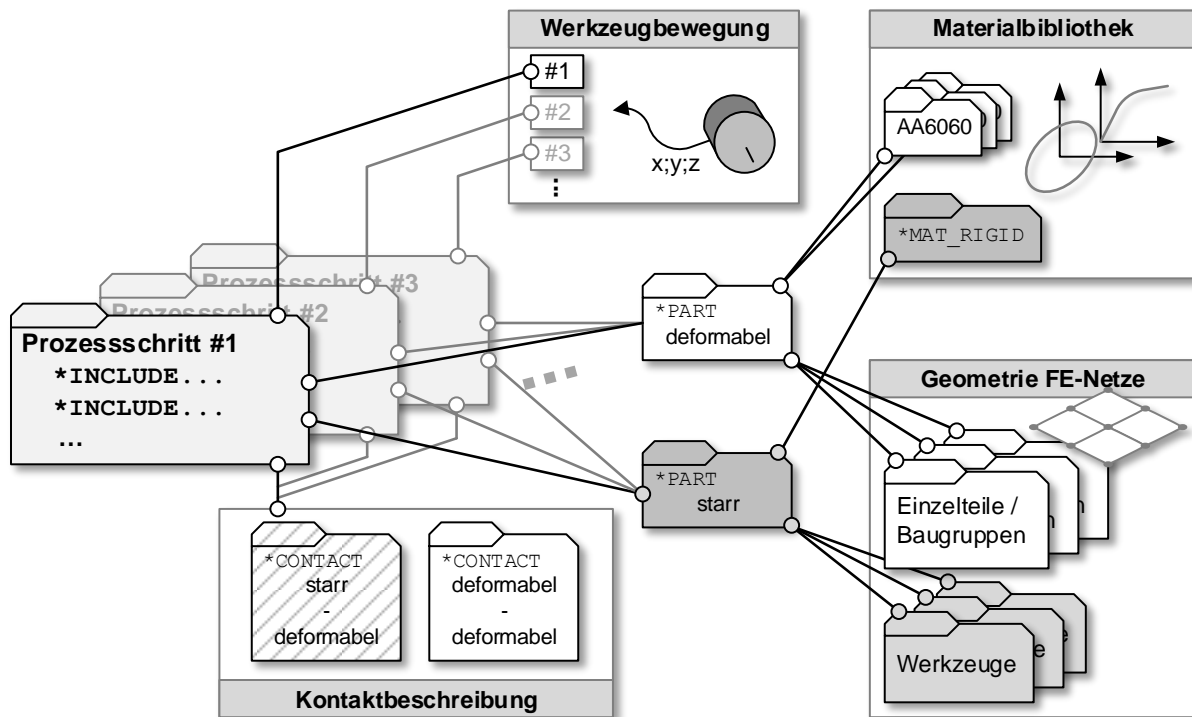 Werkzeugbewegung
#1
#2
#3
...
x;y;z
Materialbibliothek
AA6060
*MAT_RIGID
Prozessschritt #3
Prozessschritt #2
Prozessschritt #1
*INCLUDE...
*INCLUDE...
...
*PART
deformabel
*PART
starr
Geometrie FE-Netze
Einzelteile /
Baugruppen
Werkzeuge
*CONTACT
starr
-
deformabel
*CONTACT
deformabel
-
deformabel
Kontaktbeschreibung